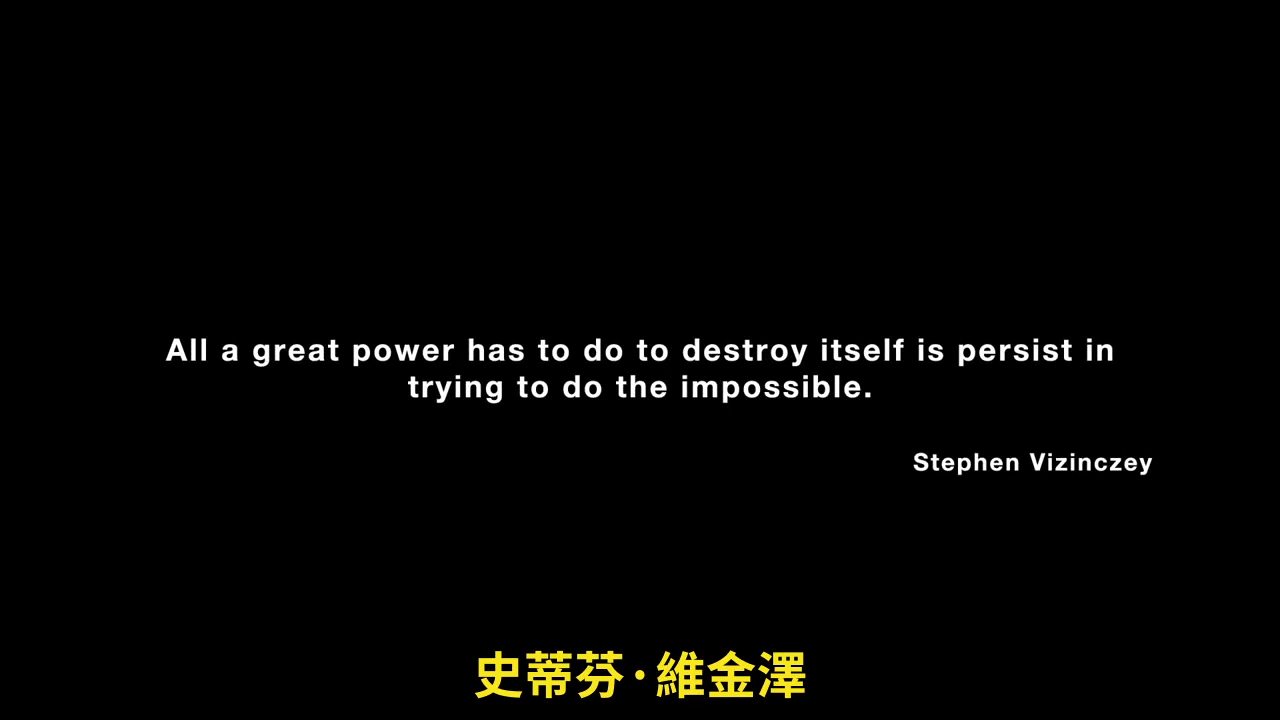 All a great power has to do to destroy itself is persist in
trying to do the impossible.
Stephen Vizinczey
史蒂芬·維金澤